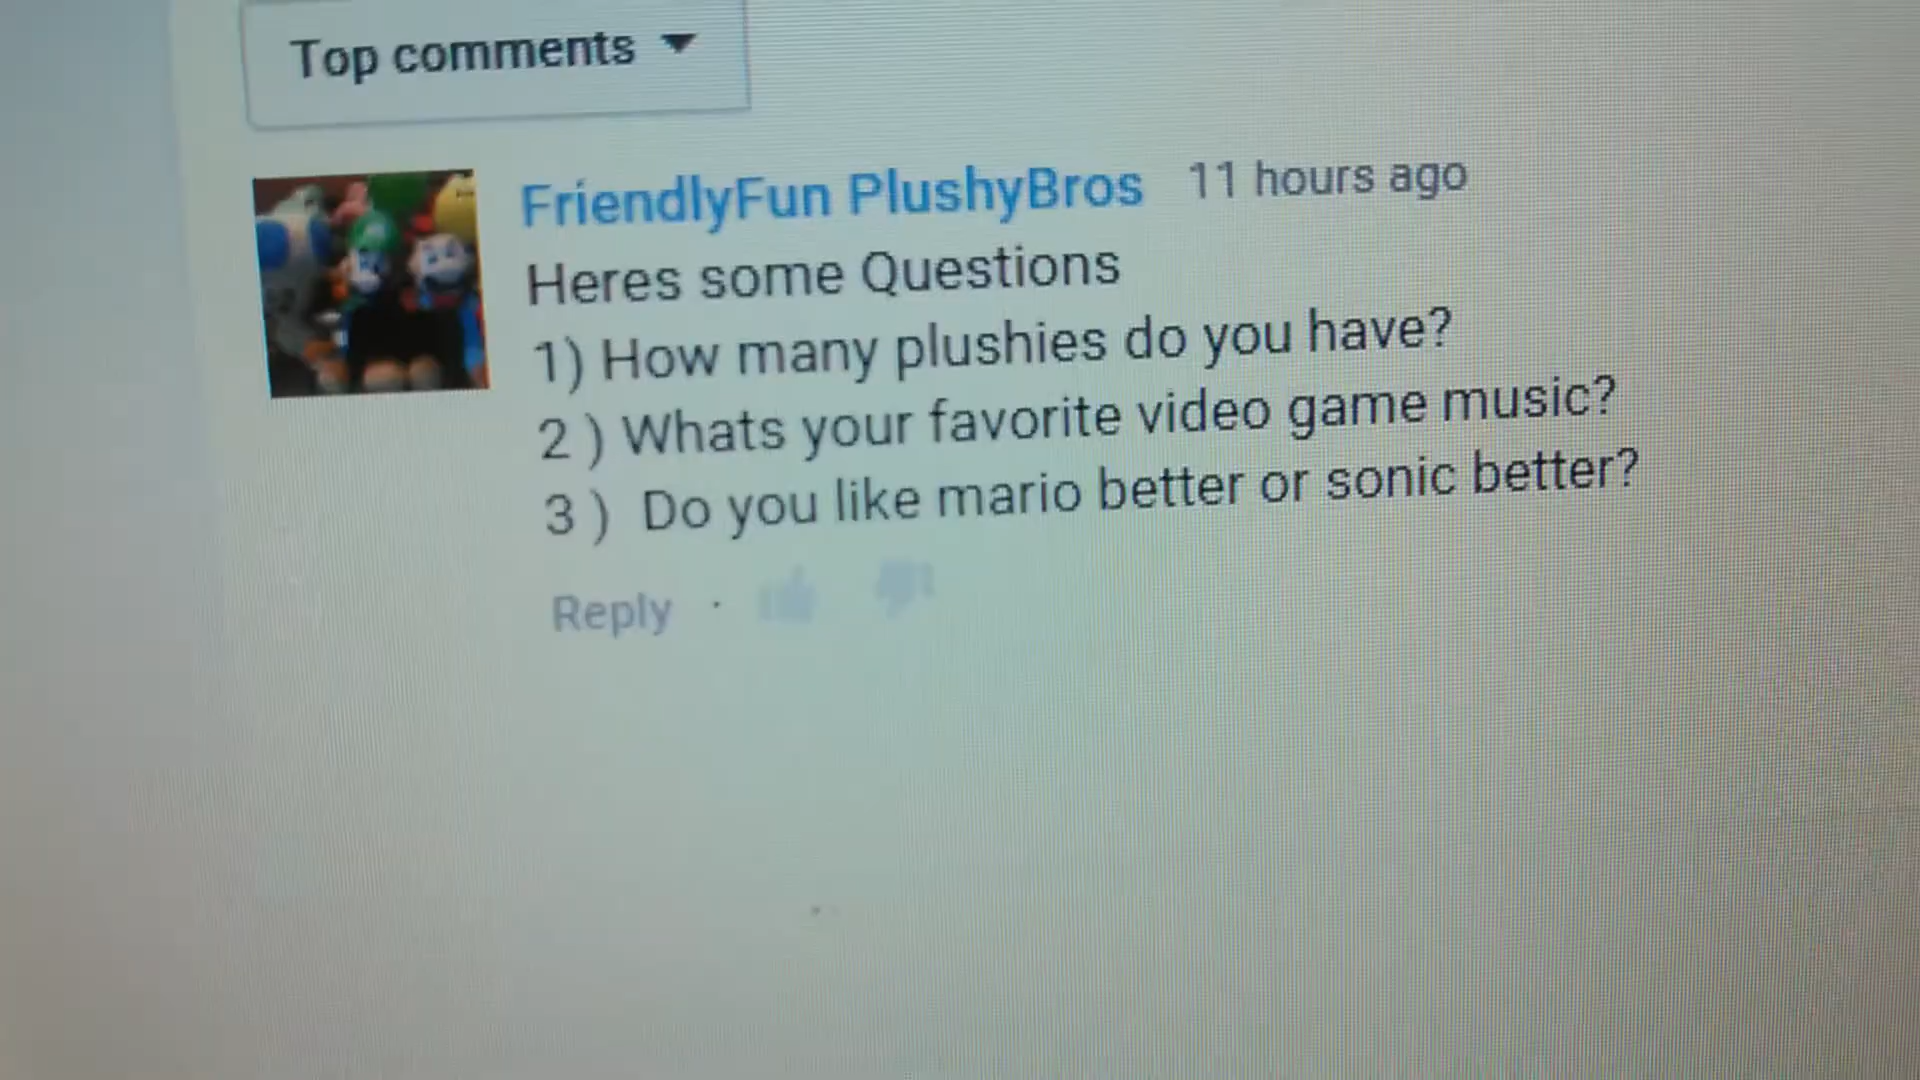 Top comments
FriendlyFun PlushyBros 11 hours ago
Heres some Questions
1) How many plushies do you have?
2 ) Whats your favorite video game music?
3 ) Do you like mario better or sonic better?
Reply ·